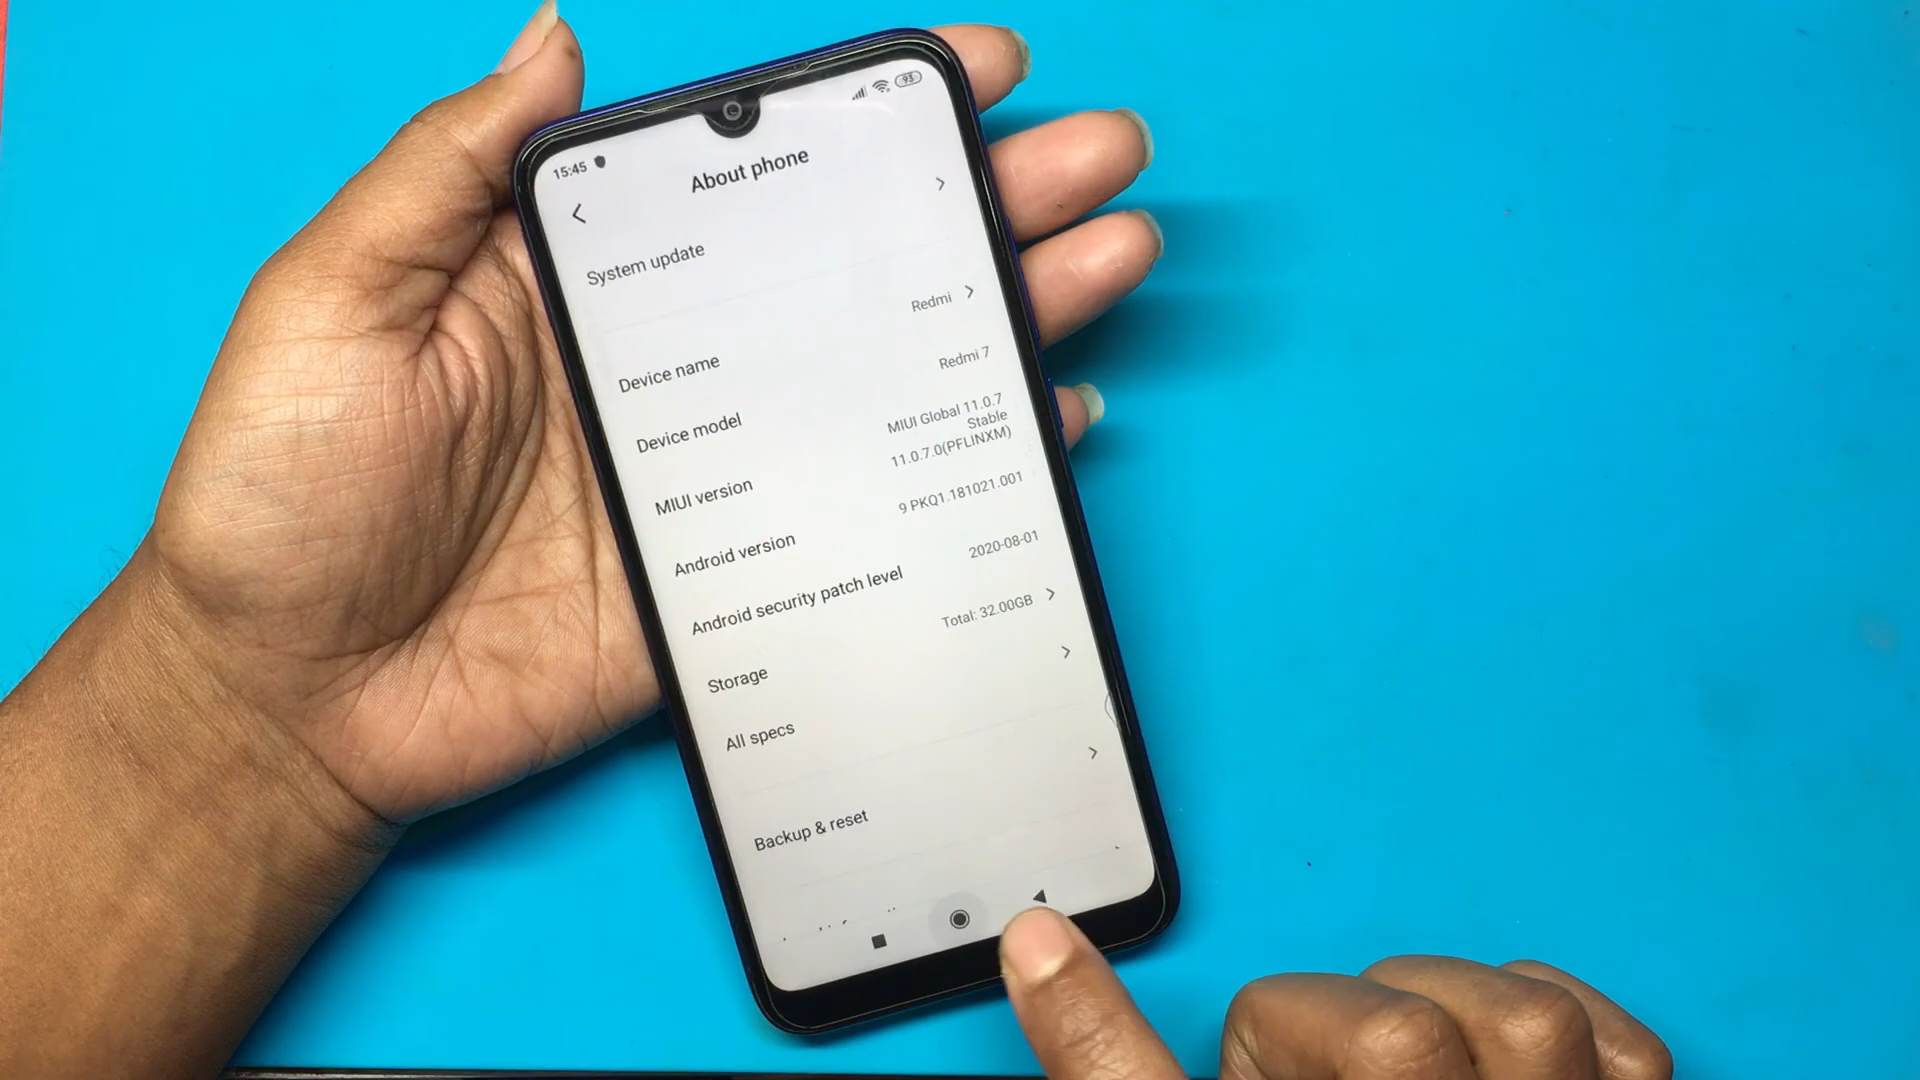 15:45
93
About phone
System update
Device name
Redmi
Device model
Redmi 7
MIUI version
MIUI Global 11.0.7
Stable
11.0.7.0(PFLINXM)
Android version
9 PKQ1.181021.001
Android security patch level
2020-08-01
Storage
Total: 32.00GB
All specs
Backup & reset